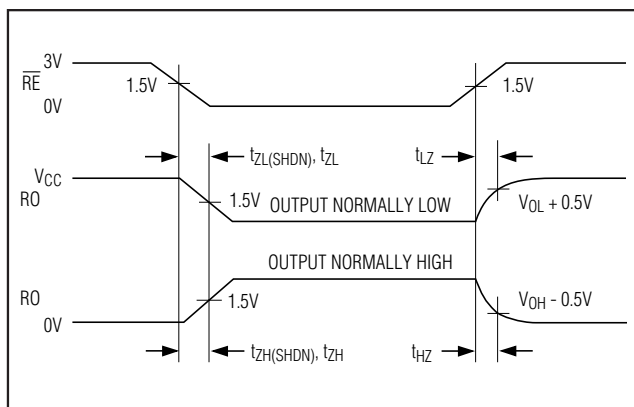 3V
RE
1.5V
1.5V
0V
tZL(SHDN), tZL
tLZ
VCC
RO
1.5V
OUTPUT NORMALLY LOW
VOL + 0.5V
OUTPUT NORMALLY HIGH
RO
1.5V
VOH - 0.5V
0V
tZH(SHDN), tZH
tHZ